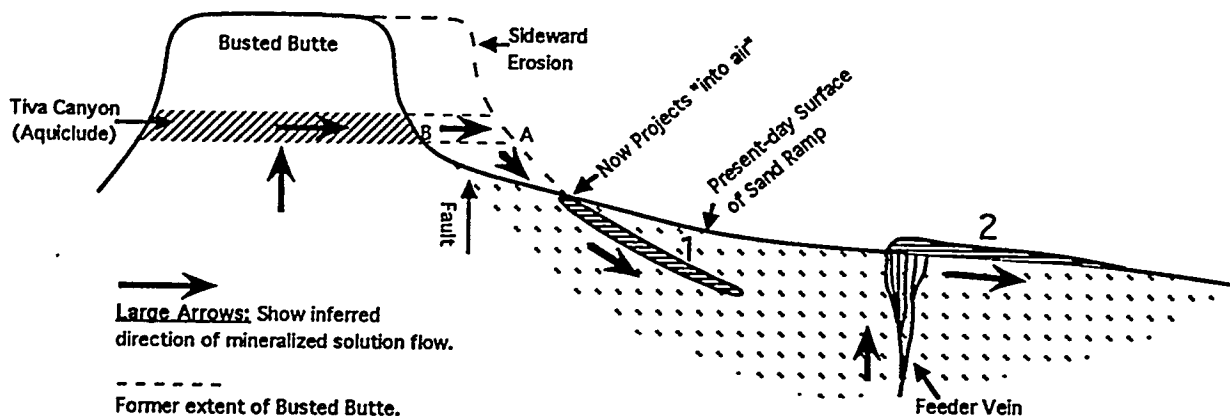 Busted Butte
Sideward
Erosion
Tiva Canyon
(Aquiclude)
B
A
Now Projects "into air"
Present-day Surface
of Sand Ramp
Fault
1
2
Large Arrows: Show inferred
direction of mineralized solution flow.
Former extent of Busted Butte.
Feeder Vein